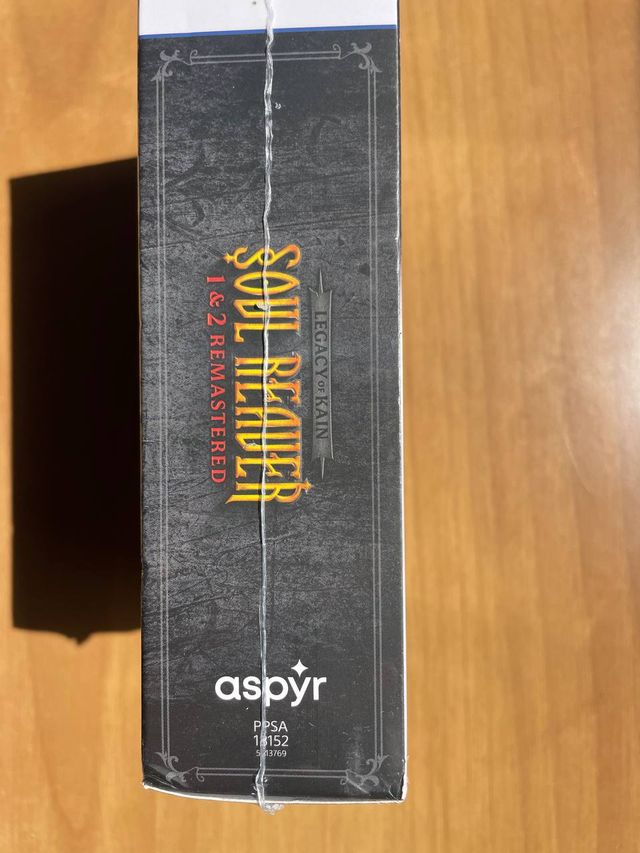 LEGACY OF KAIN
SOUL REAVER
1 & 2 REMASTERED
aspyr
PPSA